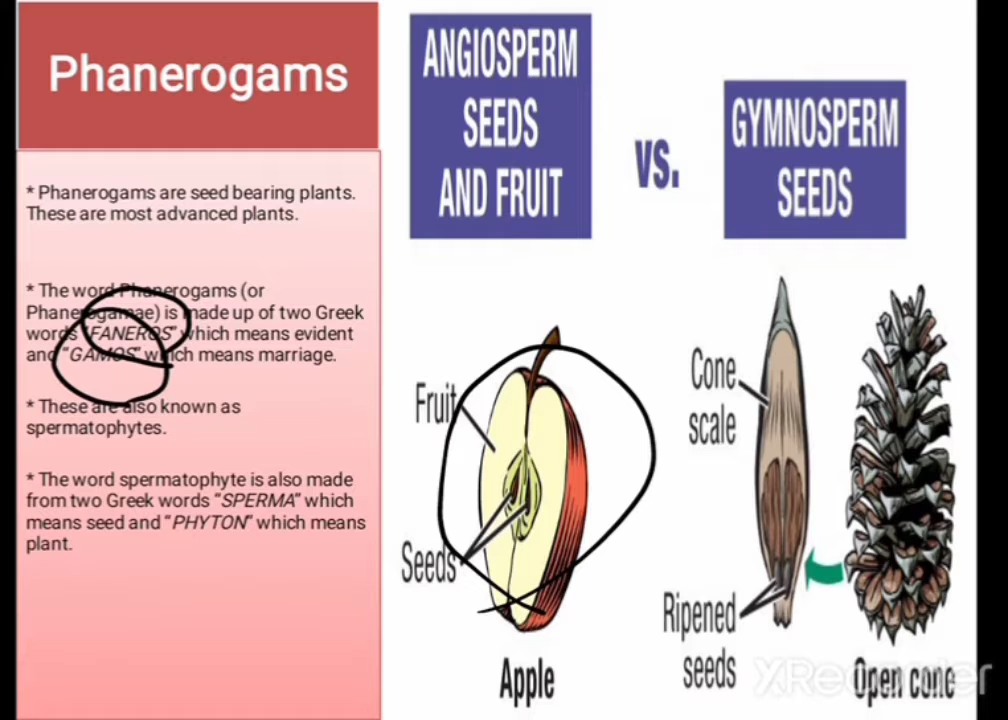 Phanerogams
* Phanerogams are seed bearing plants.
These are most advanced plants.
* The word Phanerogams (or
Phanerogamae) is made up of two Greek
words "FANEROS" which means evident
and "GAMOS" which means marriage.
* These are also known as
spermatophytes.
* The word spermatophyte is also made
from two Greek words "SPERMA" which
means seed and "PHYTON" which means
plant.
ANGIOSPERM
SEEDS
AND FRUIT
vs.
GYMNOSPERM
SEEDS
Fruit
Seeds
Apple
Cone
scale
Ripened
seeds
Open cone
XRecorder